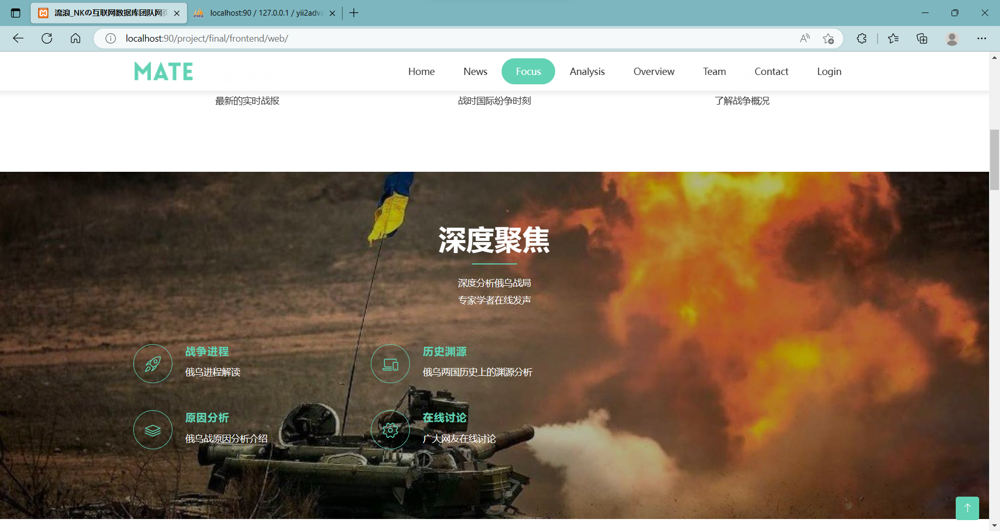 流浪_NKの互联网数据库团队网页
localhost:90 / 127.0.0.1 / yii2adva
localhost:90/project/final/frontend/web/
MATE
Home
News
Focus
Analysis
Overview
Team
Contact
Login
最新的实时战报
战时国际纷争时刻
了解战争概况
深度聚焦
深度分析俄乌战局
专家学者在线发声
战争进程
俄乌进程解读
历史渊源
俄乌两国历史上的渊源分析
原因分析
俄乌战原因分析介绍
在线讨论
广大网友在线讨论